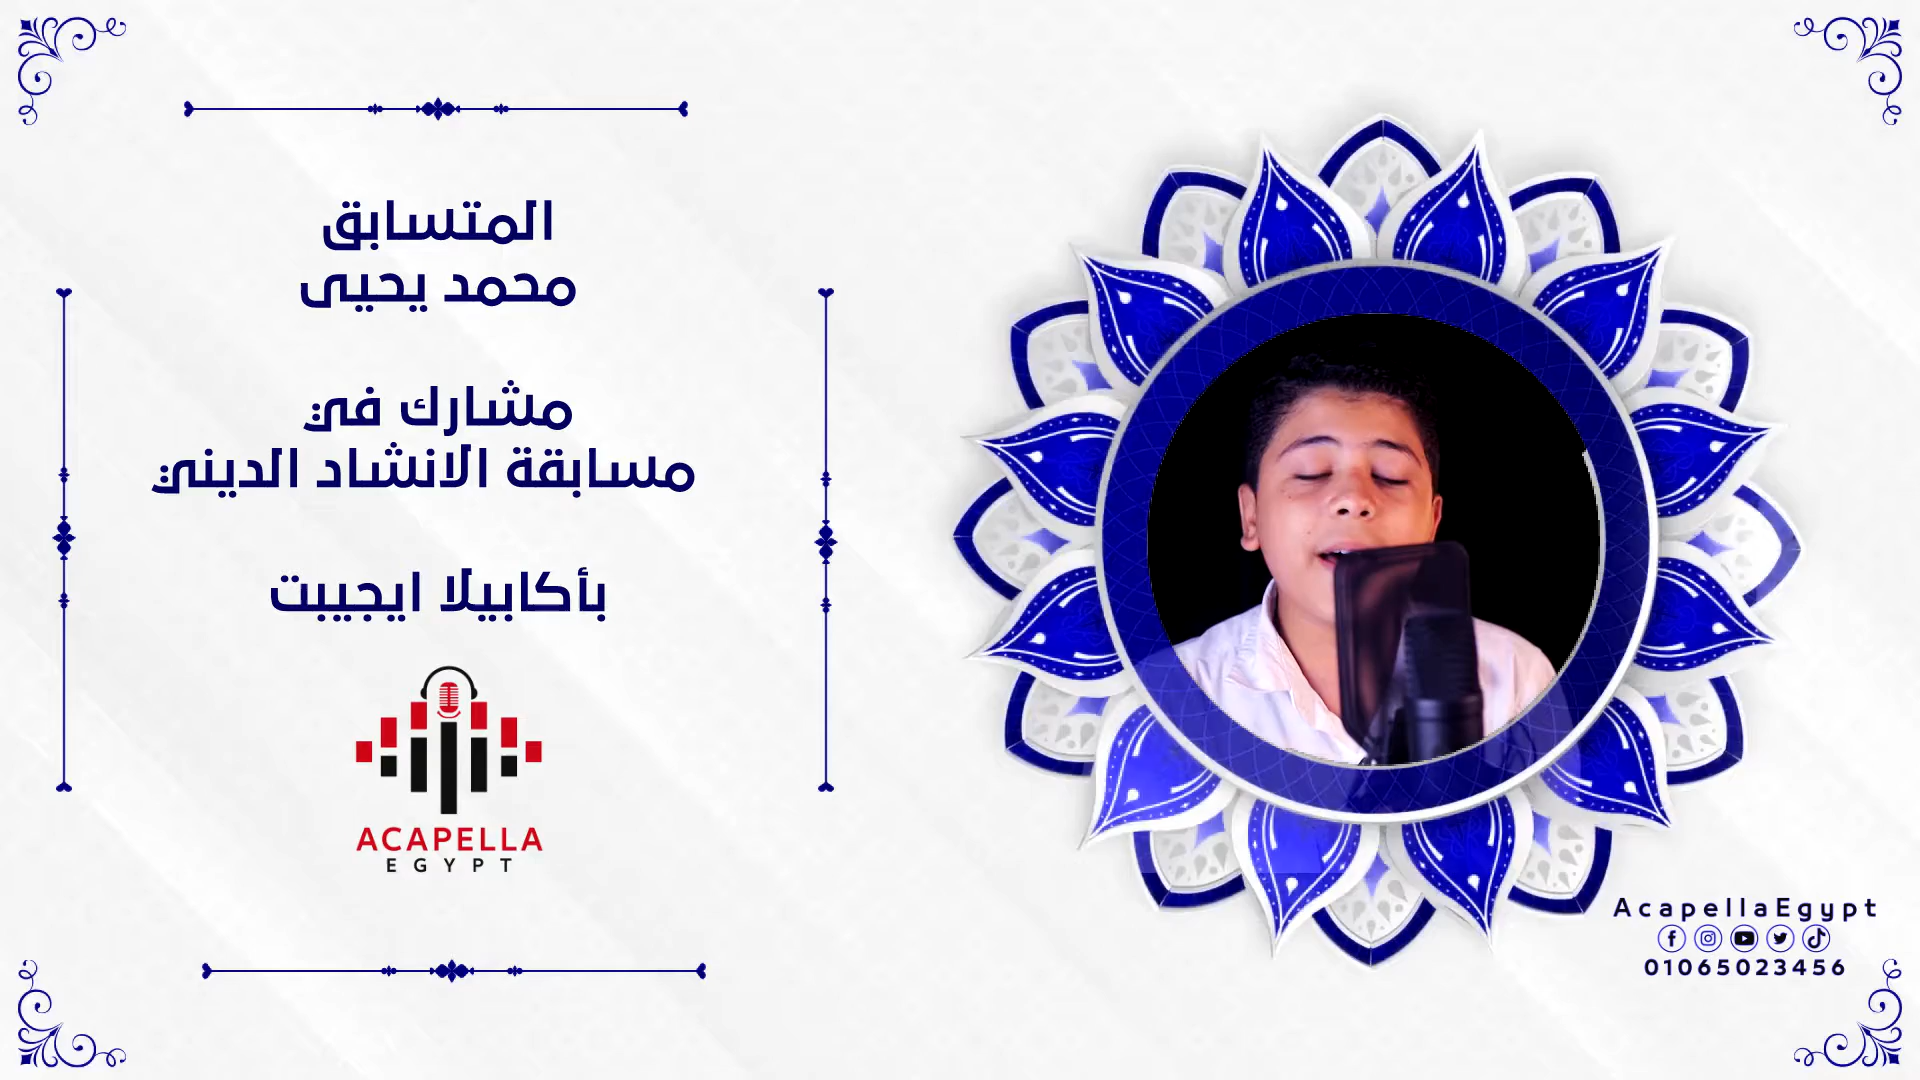 المتسابق
محمد يحيى
مشارك في
مسابقة الانشاد الديني
بأكابيلا ايجيبت
ACAPELLA
EGYPT
AcapellaEgypt
01065023456